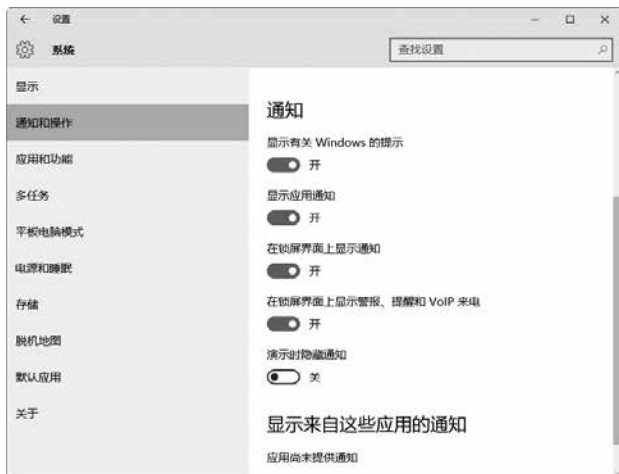 设置
系统
查找设置
显示
通知和操作
应用和功能
多任务
平板电脑模式
电源和睡眠
存储
脱机地图
默认应用
关于
通知
显示有关 Windows 的提示
开
显示应用通知
开
在锁屏界面上显示通知
开
在锁屏界面上显示警报、提醒和 VoIP 来电
开
演示时隐藏通知
关
显示来自这些应用的通知
应用尚未提供通知